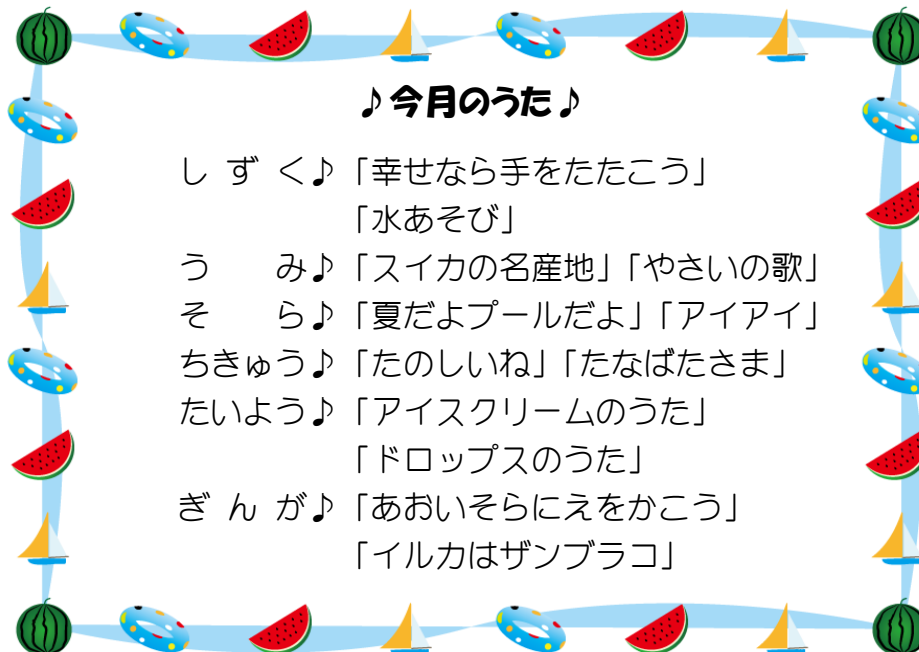 ♪今月のうた♪
しずく♪「幸せなら手をたたこう」
「水あそび」
うみ♪「スイカの名産地」「やさいの歌」
そら♪「夏だよプールだよ」「アイアイ」
ちきゅう♪「たのしいね」「たなばたさま」
たいよう♪「アイスクリームのうた」
「ドロップスのうた」
ぎんが♪「あおいそらにえをかこう」
「イルカはザンブラコ」